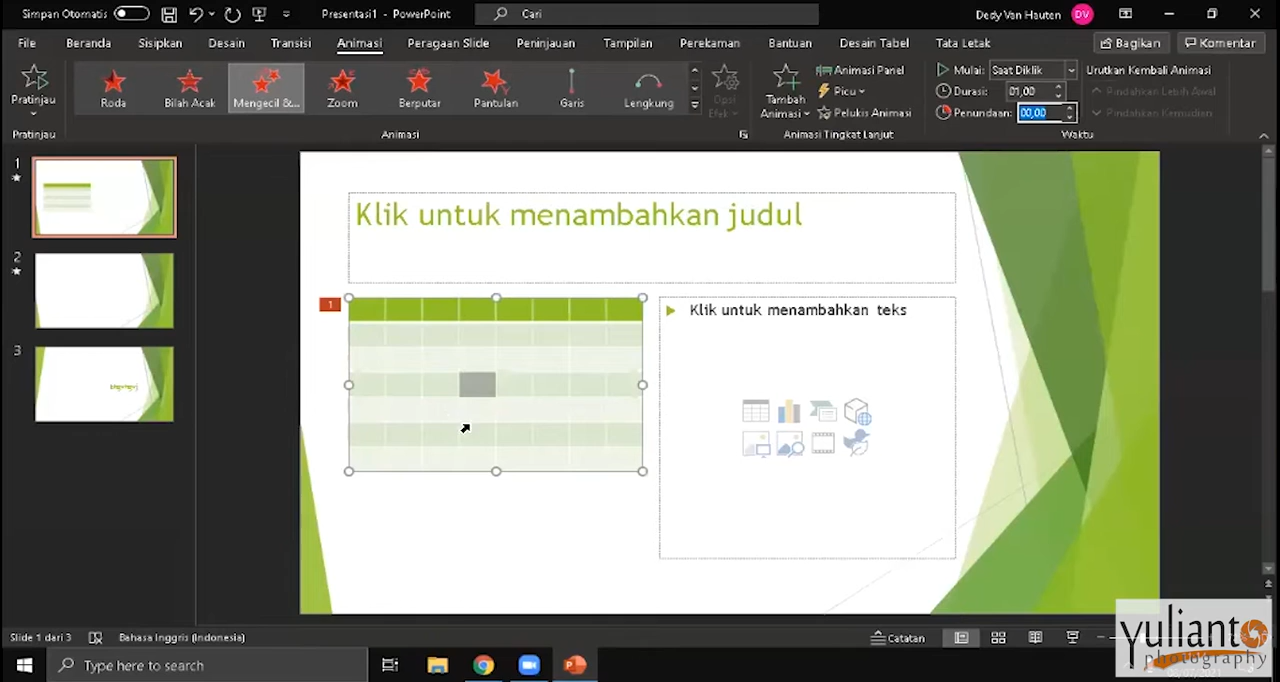 Simpan Otomatis
Presentasi1 - PowerPoint
Cari
Dedy Van Hauten DV
File Beranda Sisipkan Desain Transisi Animasi Peragaan Slide Peninjauan Tampilan Perekaman Bantuan Desain Tabel Tata Letak Bagikan Komentar
Pratinjau
Roda Bilah Acak Mengecil &... Zoom Berputar Pantulan Garis Lengkung
Opsi Efek
Tambah Animasi
Animasi Panel
Picu
Pelukis Animasi
Mulai: Saat Diklik
Durasi: 01,00
Penundaan: 00,00
Urutkan Kembali Animasi
Pindahkan Lebih Awal
Pindahkan Kemudian
Pratinjau Animasi Animasi Tingkat Lanjut Waktu
1
2
3
Klik untuk menambahkan judul
1
Klik untuk menambahkan teks
Slide 1 dari 3 Bahasa Inggris (Indonesia) Catatan
Type here to search
yulianto
photography